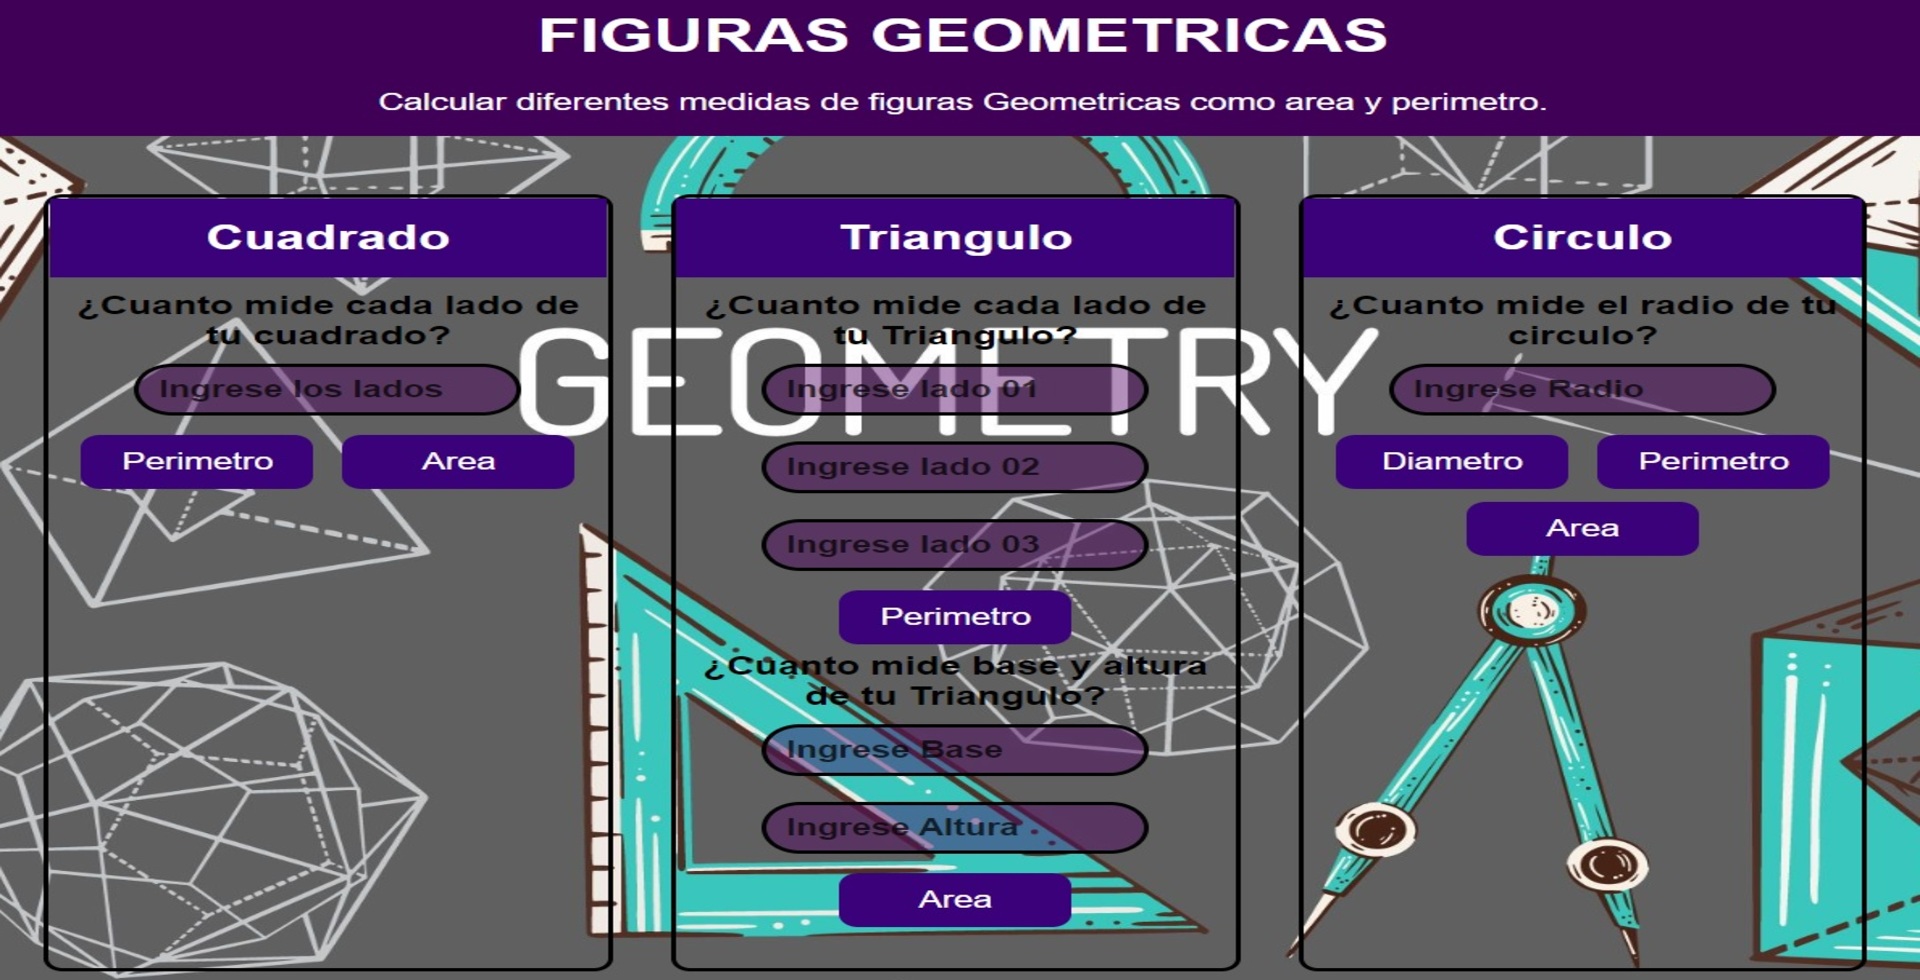 FIGURAS GEOMETRICAS
Calcular diferentes medidas de figuras Geometricas como area y perimetro.
Cuadrado
¿Cuanto mide cada lado de
tu cuadrado?
Ingrese los lados
Perimetro
Area
Triangulo
¿Cuanto mide cada lado de
tu Triangulo?
GEOMETRY
Ingrese lado 01
Ingrese lado 02
Ingrese lado 03
Perimetro
¿Cuanto mide base y altura
de tu Triangulo?
Ingrese Base
Ingrese Altura
Area
Circulo
¿Cuanto mide el radio de tu
circulo?
Ingrese Radio
Diametro
Perimetro
Area